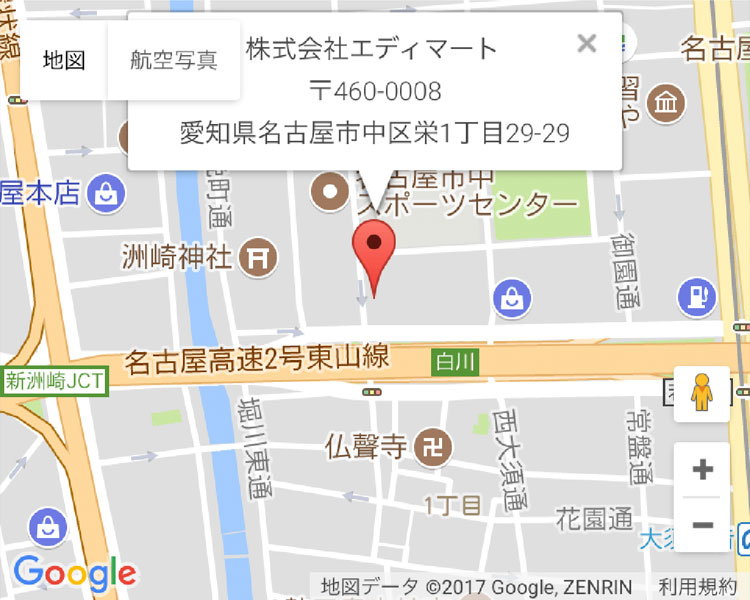 地図
航空写真
株式会社エディマート
〒460-0008
愛知県名古屋市中区栄1丁目29-29
名古屋
屋本店
名古屋市中
スポーツセンター
洲崎神社
御園通
名古屋高速2号東山線
白川
新洲崎JCT
堀川東通
仏聲寺
西大須通
常盤通
1丁目
花園通
大須
Google
地図データ ©2017 Google, ZENRIN
利用規約